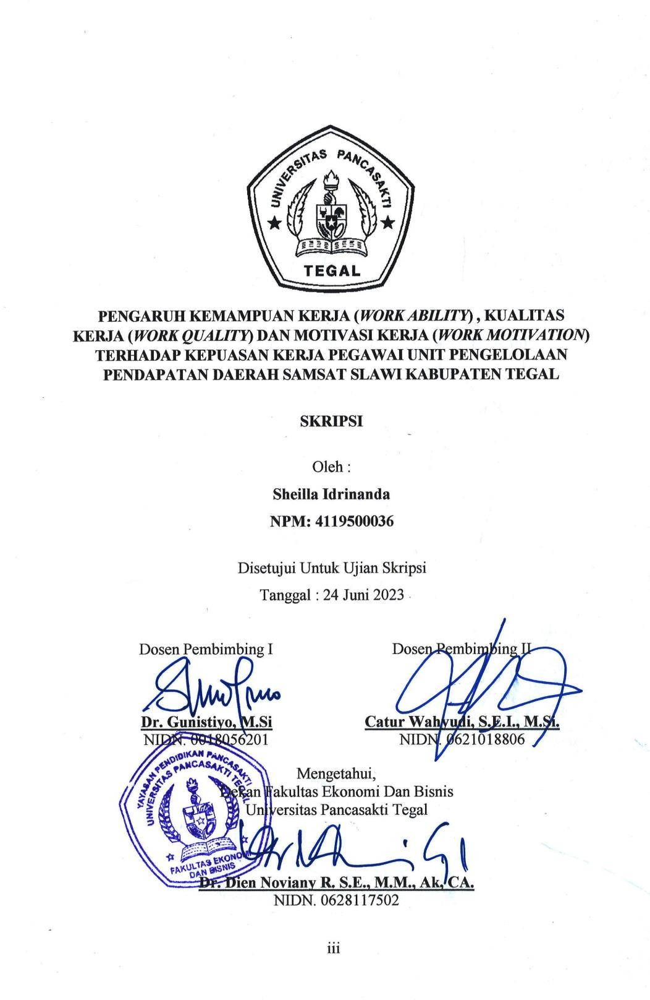 UNIVERSITAS PANCASAKTI
TEGAL
PENGARUH KEMAMPUAN KERJA (WORK ABILITY) , KUALITAS
KERJA (WORK QUALITY) DAN MOTIVASI KERJA (WORK MOTIVATION)
TERHADAP KEPUASAN KERJA PEGAWAI UNIT PENGELOLAAN
PENDAPATAN DAERAH SAMSAT SLAWI KABUPATEN TEGAL
SKRIPSI
Oleh :
Sheilla Idrinanda
NPM: 4119500036
Disetujui Untuk Ujian Skripsi
Tanggal : 24 Juni 2023
Dosen Pembimbing I
Dosen Pembimbing II
Dr. Gunistiyo, M.Si
NIDN. 0018056201
Catur Wahyudi, S.E.I., M.Si.
NIDN. 0621018806
YAYASAN PENDIDIKAN PANCASAKTI
UNIVERSITAS PANCASAKTI TEGAL
FAKULTAS EKONOMI
DAN BISNIS
Mengetahui,
Dekan Fakultas Ekonomi Dan Bisnis
Universitas Pancasakti Tegal
Dr. Dien Noviany R. S.E., M.M., Ak, CA.
NIDN. 0628117502
iii